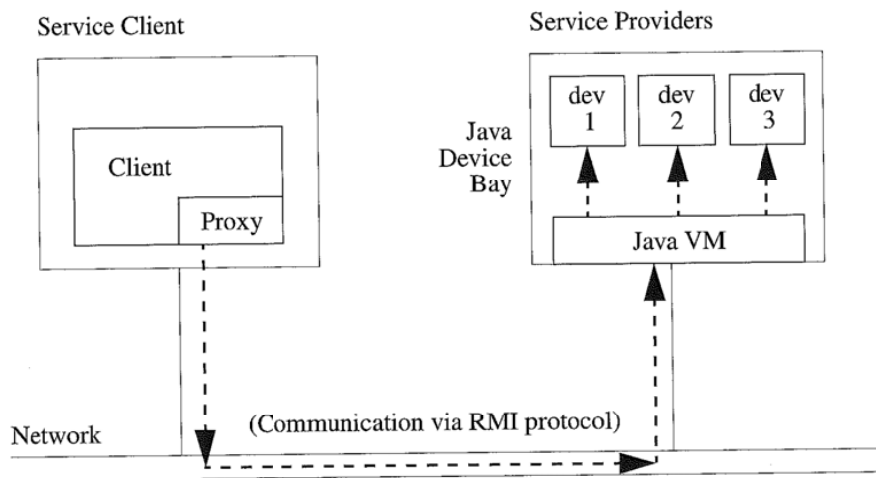 Service Client
Service Providers
dev
1
dev
2
dev
3
Java
Device
Bay
Client
Proxy
Java VM
(Communication via RMI protocol)
Network